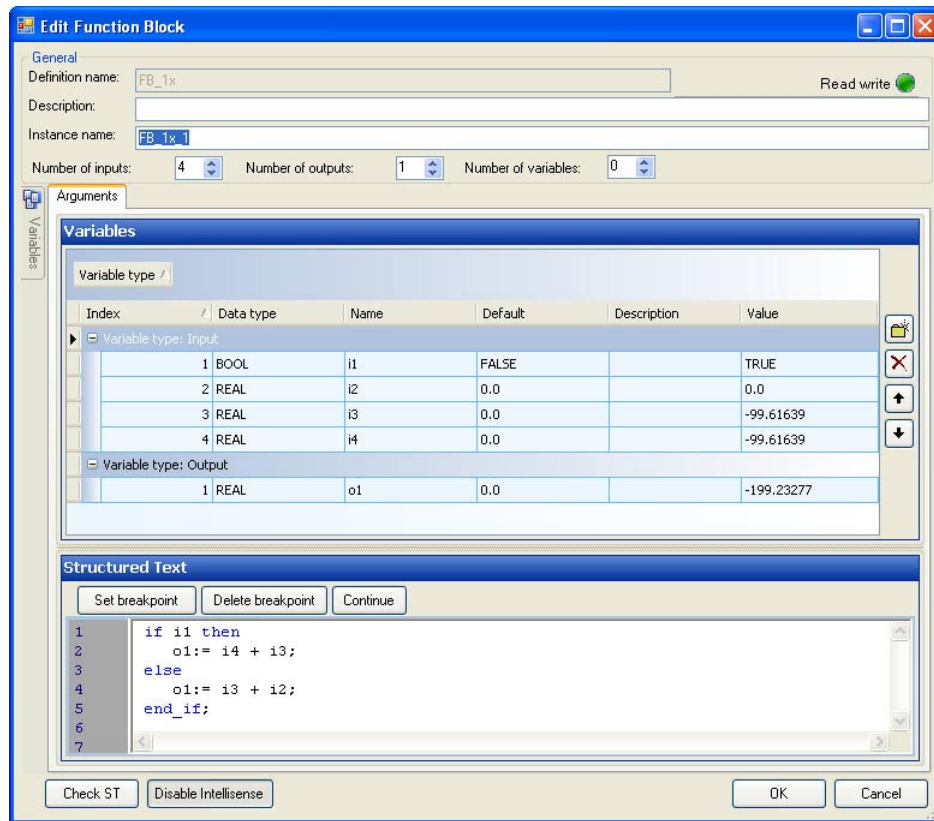 Edit Function Block
General
Definition name: FB_1x Read write
Description:
Instance name: FB_1x_1
Number of inputs: 4 Number of outputs: 1 Number of variables: 0
Variables
Arguments
Variables
Variable type
Index Data type Name Default Description Value
Variable type: Input
1 BOOL i1 FALSE TRUE
2 REAL i2 0.0 0.0
3 REAL i3 0.0 -99.61639
4 REAL i4 0.0 -99.61639
Variable type: Output
1 REAL o1 0.0 -199.23277
Structured Text
Set breakpoint Delete breakpoint Continue
1 if i1 then
2 o1:= i4 + i3;
3 else
4 o1:= i3 + i2;
5 end_if;
6
7
Check ST Disable Intellisense OK Cancel